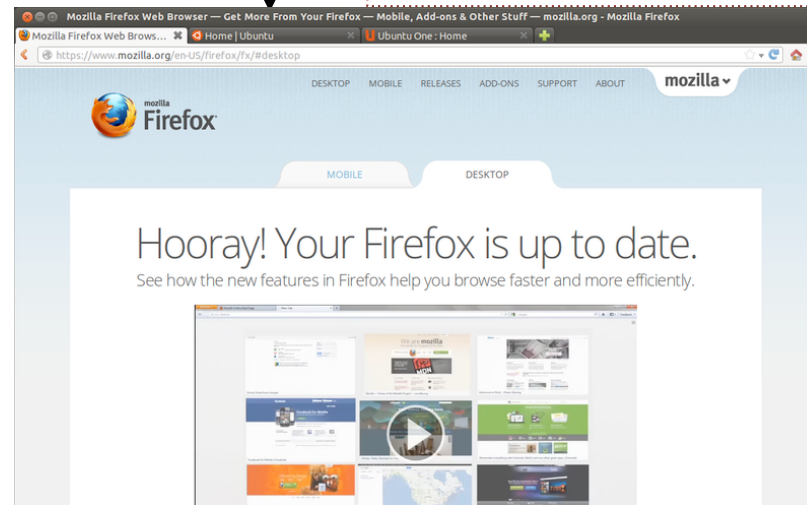 Mozilla Firefox Web Browser — Get More From Your Firefox — Mobile, Add-ons & Other Stuff — mozilla.org - Mozilla Firefox
Mozilla Firefox Web Brows...
Home | Ubuntu
Ubuntu One : Home
https://www.mozilla.org/en-US/firefox/fx/#desktop
DESKTOP MOBILE RELEASES ADD-ONS SUPPORT ABOUT
mozilla
mozilla
Firefox
MOBILE DESKTOP
Hooray! Your Firefox is up to date.
See how the new features in Firefox help you browse faster and more efficiently.
We are mozilla